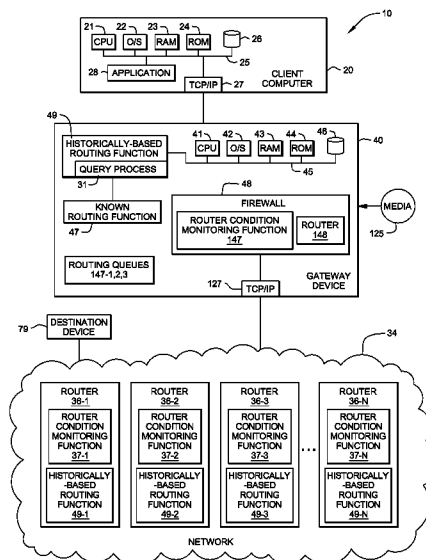 10
21 22 23 24
CPU O/S RAM ROM
26
25
28 APPLICATION
CLIENT COMPUTER
20
TCP/IP 27
49
HISTORICALLY-BASED ROUTING FUNCTION
QUERY PROCESS
31
41 42 43 44 46
CPU O/S RAM ROM
40
45
KNOWN ROUTING FUNCTION
47
48
FIREWALL
ROUTER CONDITION MONITORING FUNCTION 147
ROUTER 148
MEDIA
125
ROUTING QUEUES 147-1,2,3
127 TCP/IP
GATEWAY DEVICE
79 DESTINATION DEVICE
34
ROUTER 36-1
ROUTER CONDITION MONITORING FUNCTION 37-1
HISTORICALLY-BASED ROUTING FUNCTION 49-1
ROUTER 36-2
ROUTER CONDITION MONITORING FUNCTION 37-2
HISTORICALLY-BASED ROUTING FUNCTION 49-2
ROUTER 36-3
ROUTER CONDITION MONITORING FUNCTION 37-3
HISTORICALLY-BASED ROUTING FUNCTION 49-3
...
ROUTER 36-N
ROUTER CONDITION MONITORING FUNCTION 37-N
HISTORICALLY-BASED ROUTING FUNCTION 49-N
NETWORK